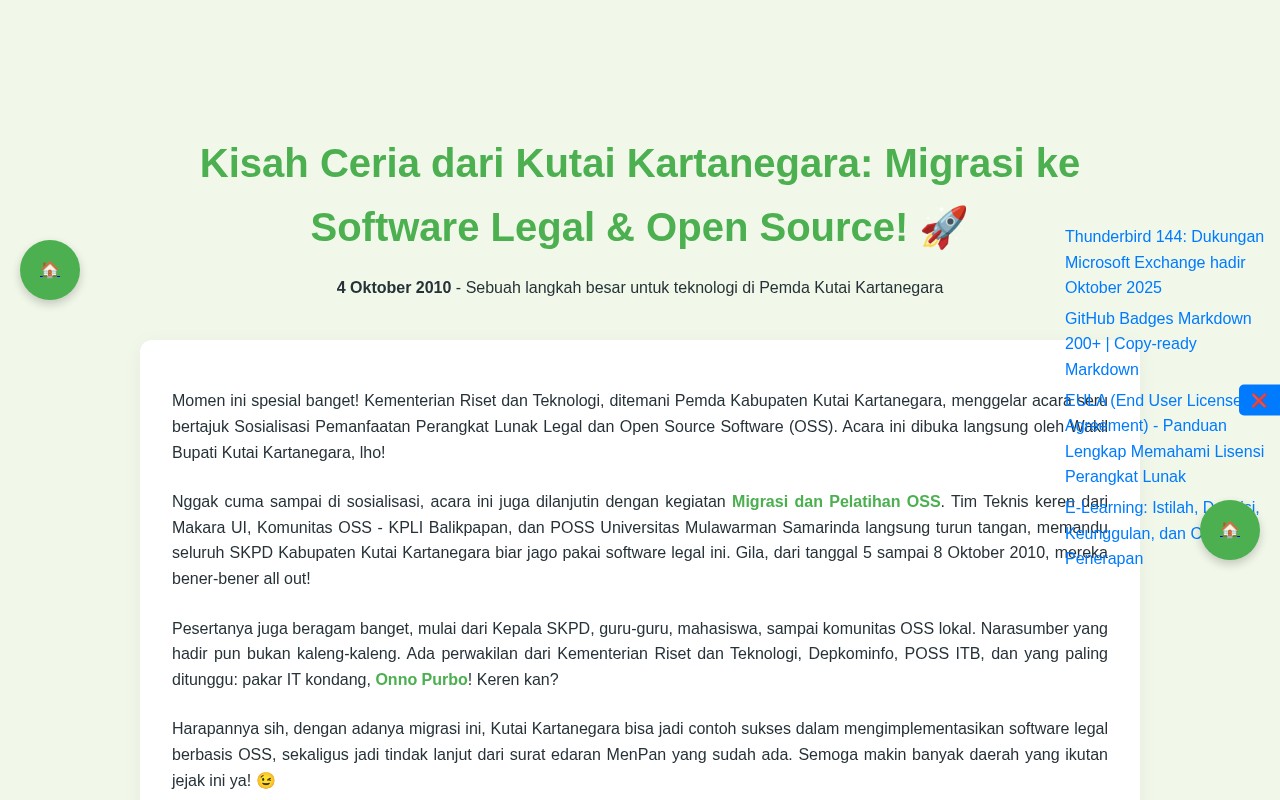 Kisah Ceria dari Kutai Kartanegara: Migrasi ke
Software Legal & Open Source! 🚀
4 Oktober 2010 - Sebuah langkah besar untuk teknologi di Pemda Kutai Kartanegara
Momen ini spesial banget! Kementerian Riset dan Teknologi, ditemani Pemda Kabupaten Kutai Kartanegara, menggelar acara seru
bertajuk Sosialisasi Pemanfaatan Perangkat Lunak Legal dan Open Source Software (OSS). Acara ini dibuka langsung oleh Wakil
Bupati Kutai Kartanegara, lho!
Nggak cuma sampai di sosialisasi, acara ini juga dilanjutin dengan kegiatan Migrasi dan Pelatihan OSS. Tim Teknis keren dari
Makara UI, Komunitas OSS - KPLI Balikpapan, dan POSS Universitas Mulawarman Samarinda langsung turun tangan, memandu
seluruh SKPD Kabupaten Kutai Kartanegara biar jago pakai software legal ini. Gila, dari tanggal 5 sampai 8 Oktober 2010, mereka
bener-bener all out!
Pesertanya juga beragam banget, mulai dari Kepala SKPD, guru-guru, mahasiswa, sampai komunitas OSS lokal. Narasumber yang
hadir pun bukan kaleng-kaleng. Ada perwakilan dari Kementerian Riset dan Teknologi, Depkominfo, POSS ITB, dan yang paling
ditunggu: pakar IT kondang, Onno Purbo! Keren kan?
Harapannya sih, dengan adanya migrasi ini, Kutai Kartanegara bisa jadi contoh sukses dalam mengimplementasikan software legal
berbasis OSS, sekaligus jadi tindak lanjut dari surat edaran MenPan yang sudah ada. Semoga makin banyak daerah yang ikutan
jejak ini ya! 😉
Thunderbird 144: Dukungan
Microsoft Exchange hadir
Oktober 2025
GitHub Badges Markdown
200+ | Copy-ready
Markdown
EULA (End User License
Agreement) - Panduan
Lengkap Memahami Lisensi
Perangkat Lunak
E-Learning: Istilah,
Keunggulan, dan
Penerapan